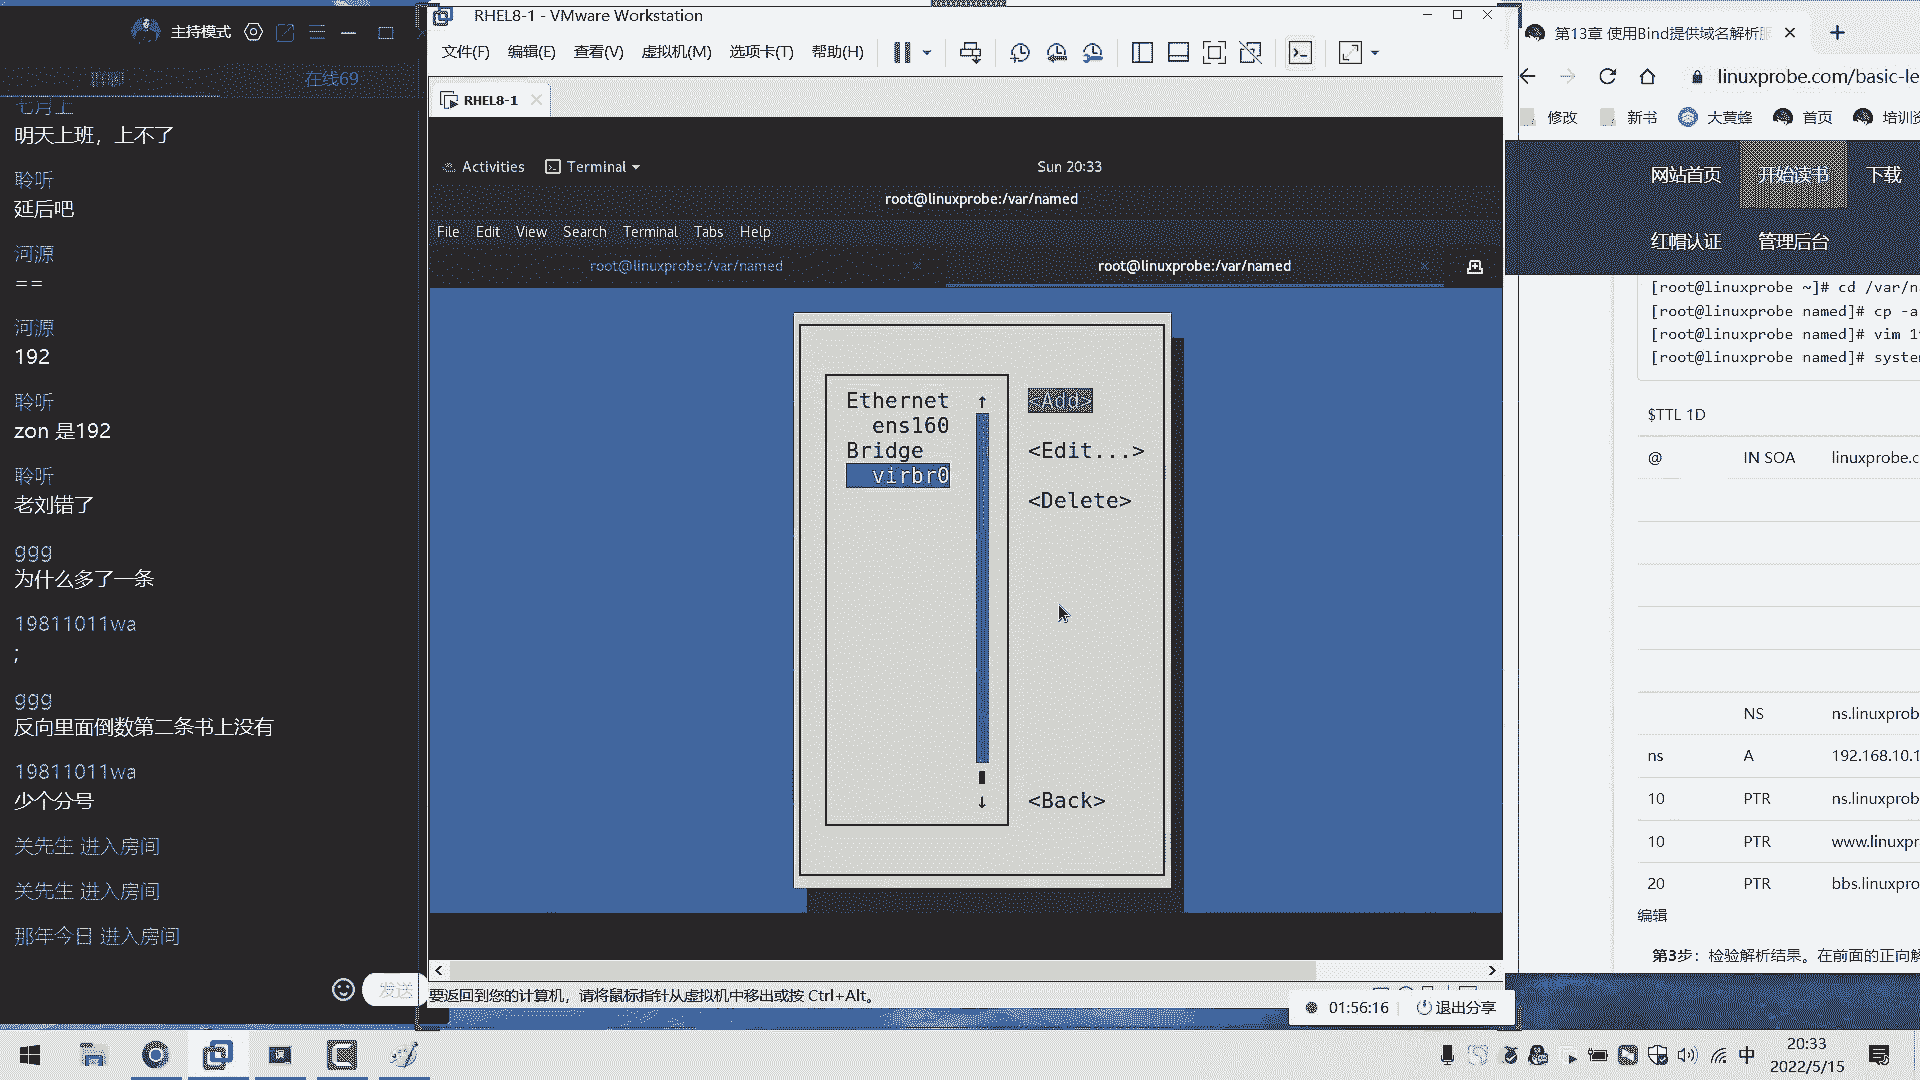 主持模式
在线69
七月上
明天上班，上不了
聆听
延后吧
河源
==
河源
192
聆听
zon 是192
聆听
老刘错了
ggg
为什么多了一条
19811011wa
;
ggg
反向里面倒数第二条书上没有
19811011wa
少个分号
关先生 进入房间
关先生 进入房间
那年今日 进入房间
发送
RHEL8-1 - VMware Workstation
文件(F) 编辑(E) 查看(V) 虚拟机(M) 选项卡(T) 帮助(H)
RHEL8-1
Activities Terminal
Sun 20:33
root@linuxprobe:/var/named
File Edit View Search Terminal Tabs Help
root@linuxprobe:/var/named
root@linuxprobe:/var/named
Ethernet
ens160
Bridge
virbr0
<Add>
<Edit...>
<Delete>
<Back>
要返回到您的计算机，请将鼠标指针从虚拟机中移出或按 Ctrl+Alt。
01:56:16
退出分享
第13章 使用Bind提供域名解析服
linuxprobe.com/basic-le
修改 新书 大黄蜂 首页 培训资
网站首页 开始读书 下载
红帽认证 管理后台
[root@linuxprobe ~]# cd /var/na
[root@linuxprobe named]# cp -a
[root@linuxprobe named]# vim 1
[root@linuxprobe named]# system
$TTL 1D
@ IN SOA linuxprobe.c
NS ns.linuxprob
ns A 192.168.10.1
10 PTR ns.linuxprob
10 PTR www.linuxpr
20 PTR bbs.linuxpro
编辑
第3步：检验解析结果。在前面的正向解
中
20:33
2022/5/15